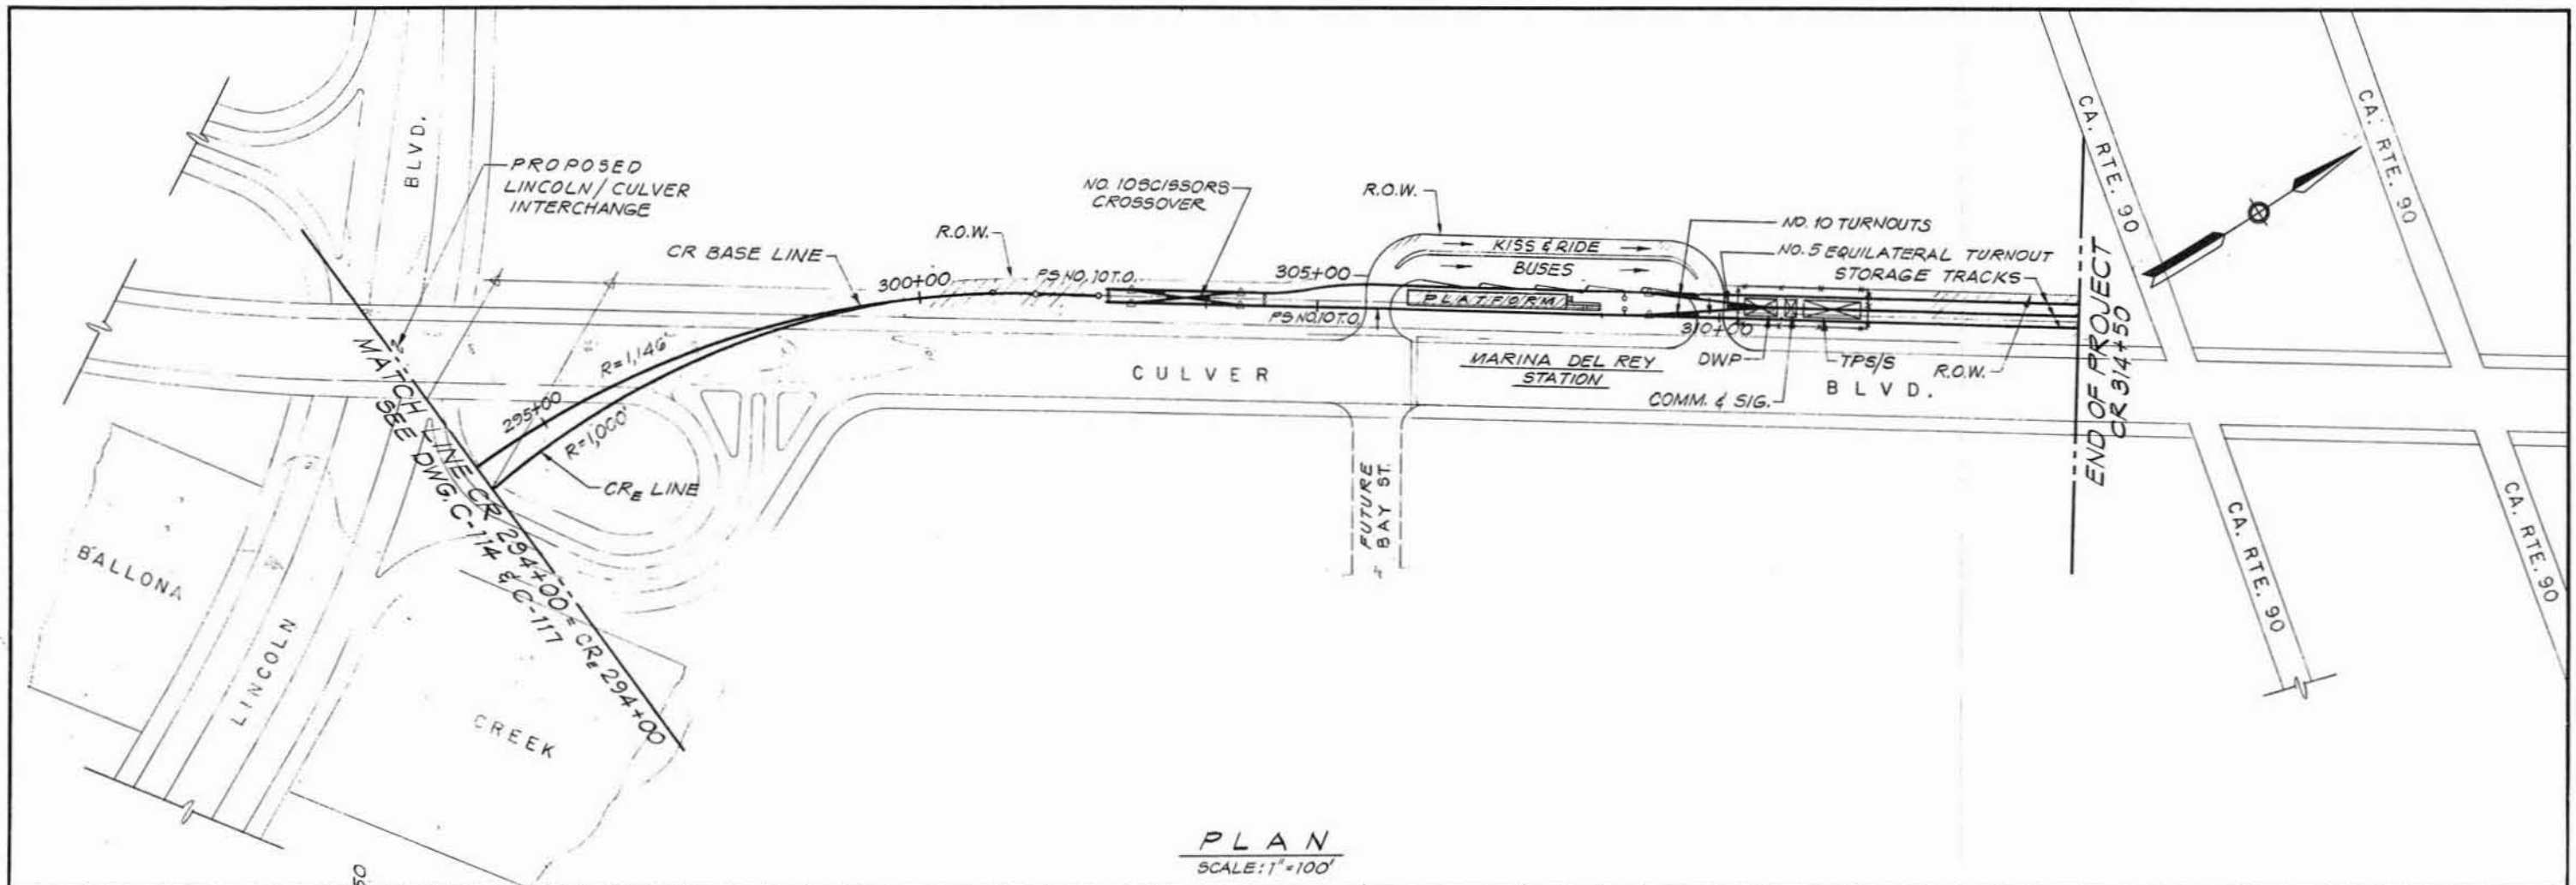 BLVD.
PROPOSED
LINCOLN / CULVER
INTERCHANGE
CR BASE LINE
R.O.W.
300+00
PS NO. 10 T.O.
NO. 10 SCISSORS
CROSSOVER
305+00
R.O.W.
KISS & RIDE
BUSES
PLATFORM
PS NO. 10 T.O.
NO. 10 TURNOUTS
NO. 5 EQUILATERAL TURNOUT
STORAGE TRACKS
310+00
MARINA DEL REY
STATION
DWP
TPS/S
COMM. & SIG.
R.O.W.
CULVER
BLVD.
END OF PROJECT
CR 314+50
CA. RTE. 90
CA. RTE. 90
CA. RTE. 90
CA. RTE. 90
R=1,146'
295+00
R=1,000'
CRE LINE
MATCH LINE CR 294+00 = CRE 294+00
SEE DWG. C-114 & C-117
FUTURE
BAY ST.
BALLONA
CREEK
LINCOLN
50
PLAN
SCALE: 1"=100'